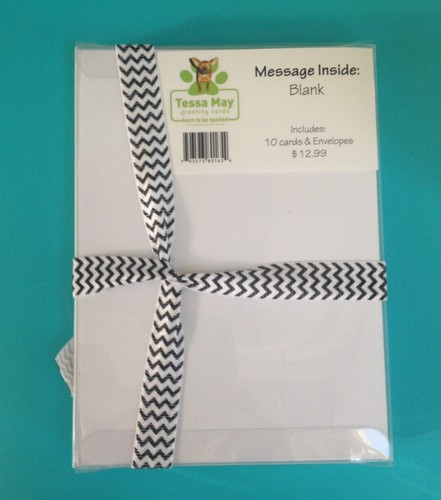 Tessa May
greeting cards
born to be spoiled
Message Inside:
Blank
Includes:
10 cards & Envelopes
$12.99